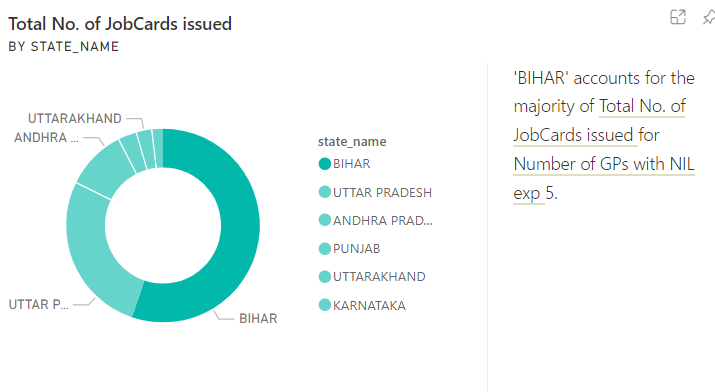 Total No. of JobCards issued
BY STATE_NAME
UTTARAKHAND
ANDHRA ...
UTTAR P...
BIHAR
state_name
BIHAR
UTTAR PRADESH
ANDHRA PRAD...
PUNJAB
UTTARAKHAND
KARNATAKA
'BIHAR' accounts for the
majority of Total No. of
JobCards issued for
Number of GPs with NIL
exp 5.